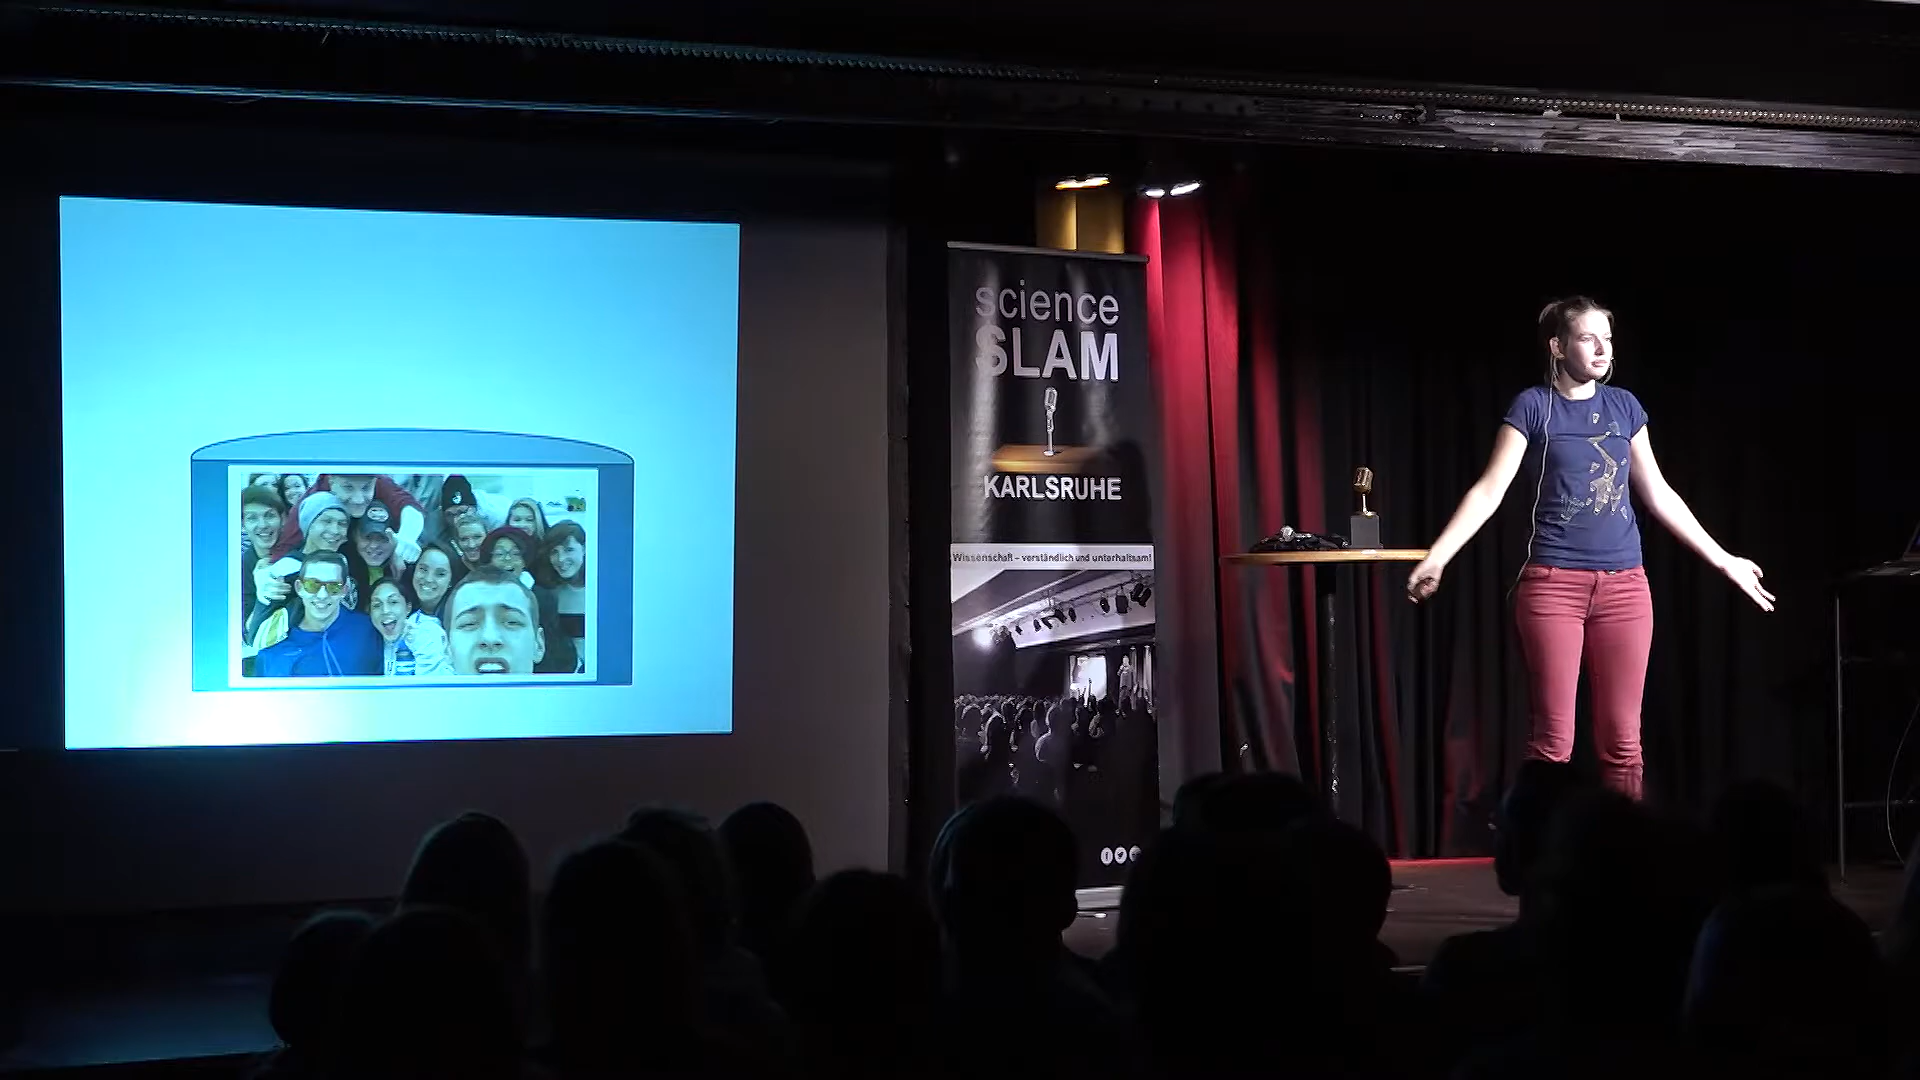 science
SLAM
KARLSRUHE
Wissenschaft – verständlich und unterhaltsam!